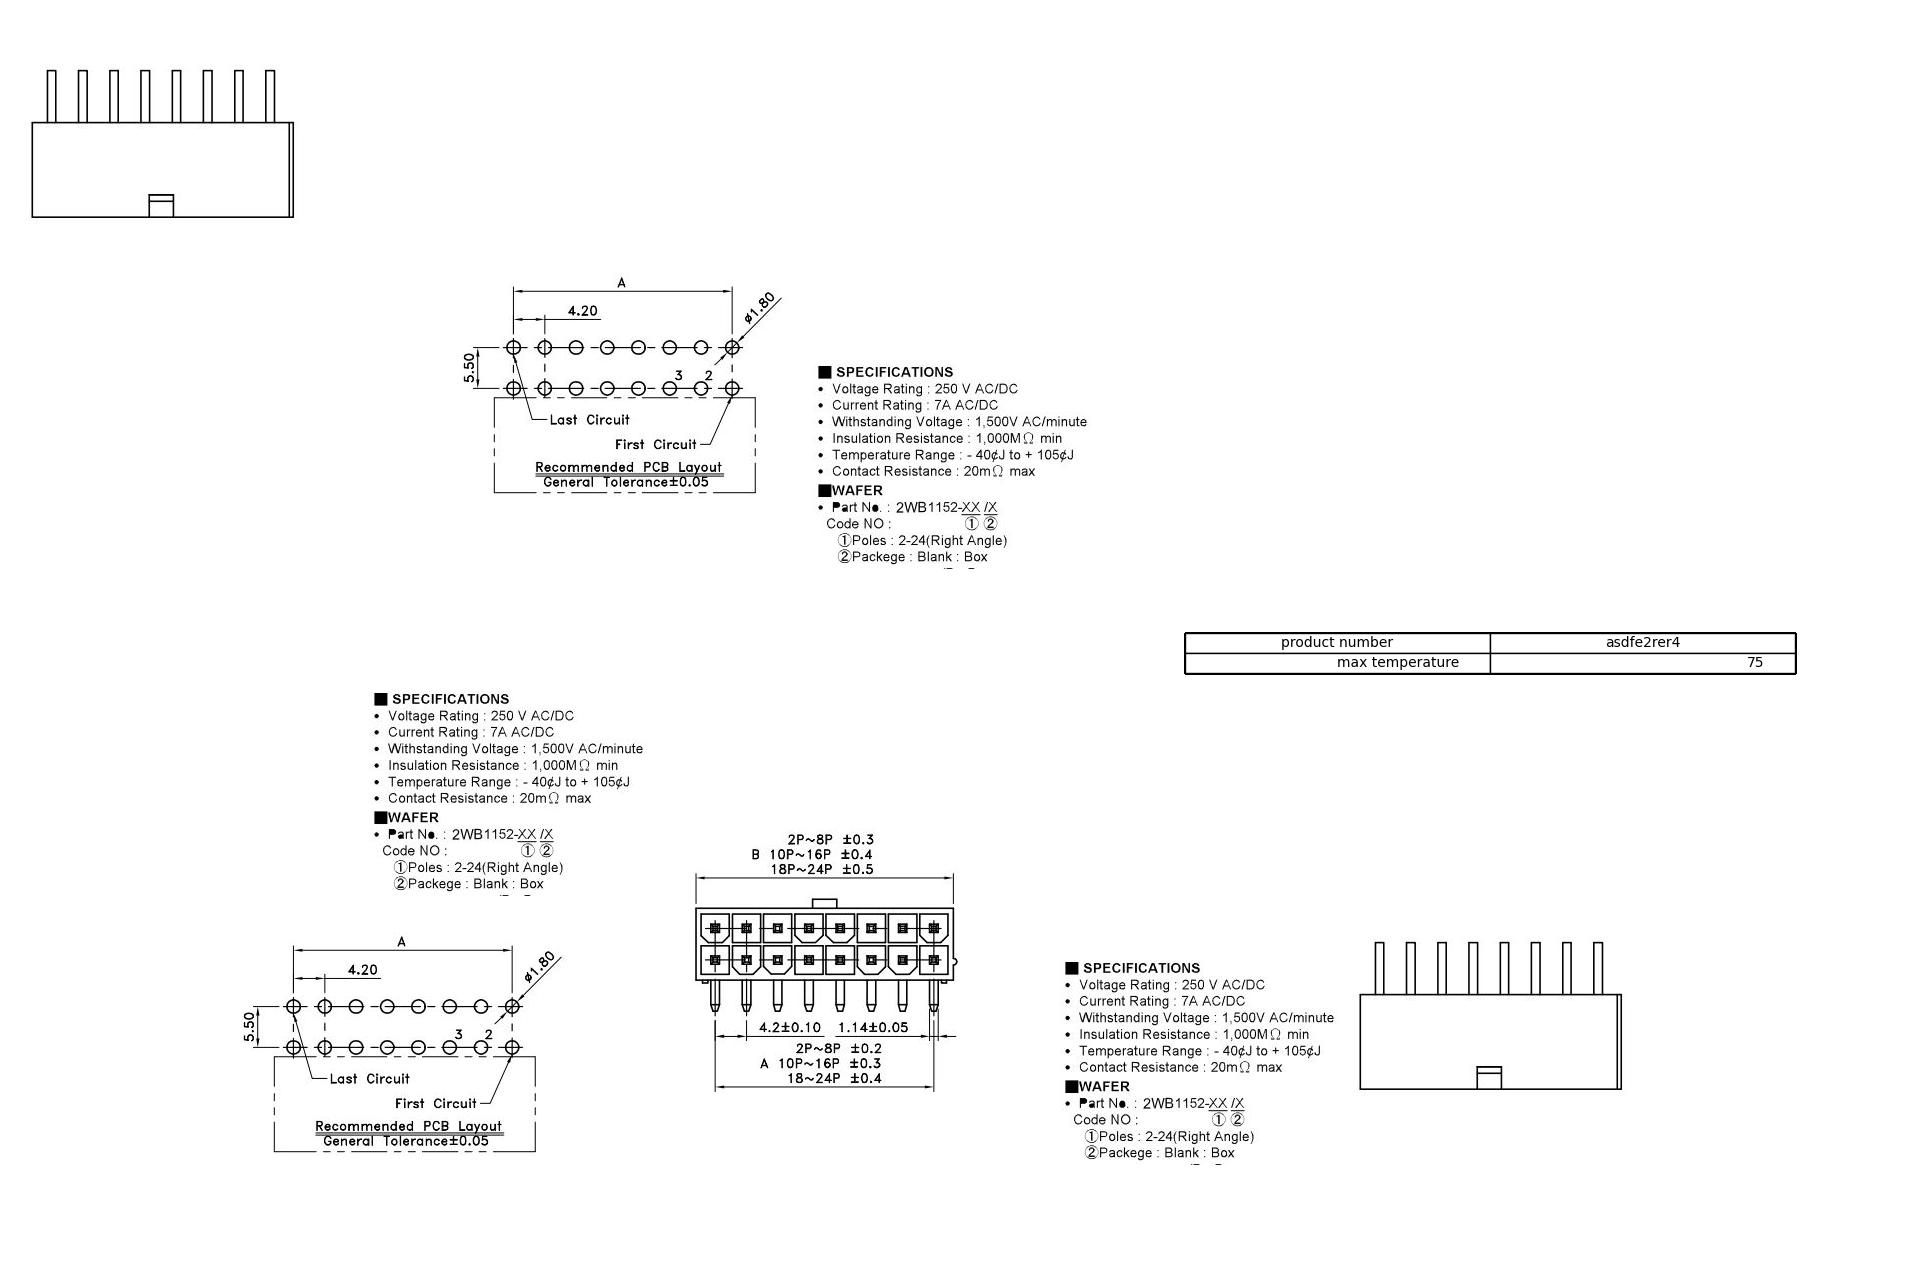 A
4.20
ø1.80
5.50
3 2
Last Circuit
First Circuit
Recommended PCB Layout
General Tolerance±0.05
■ SPECIFICATIONS
• Voltage Rating : 250 V AC/DC
• Current Rating : 7A AC/DC
• Withstanding Voltage : 1,500V AC/minute
• Insulation Resistance : 1,000MΩ min
• Temperature Range : - 40¢J to + 105¢J
• Contact Resistance : 20mΩ max
■WAFER
• Part No. : 2WB1152-XX /X
Code NO : ① ②
①Poles : 2-24(Right Angle)
②Packege : Blank : Box
product number asdfe2rer4
max temperature 75
■ SPECIFICATIONS
• Voltage Rating : 250 V AC/DC
• Current Rating : 7A AC/DC
• Withstanding Voltage : 1,500V AC/minute
• Insulation Resistance : 1,000MΩ min
• Temperature Range : - 40¢J to + 105¢J
• Contact Resistance : 20mΩ max
■WAFER
• Part No. : 2WB1152-XX /X
Code NO : ① ②
①Poles : 2-24(Right Angle)
②Packege : Blank : Box
2P~8P ±0.3
B 10P~16P ±0.4
18P~24P ±0.5
4.2±0.10 1.14±0.05
2P~8P ±0.2
A 10P~16P ±0.3
18~24P ±0.4
A
4.20
ø1.80
5.50
3 2
Last Circuit
First Circuit
Recommended PCB Layout
General Tolerance±0.05
■ SPECIFICATIONS
• Voltage Rating : 250 V AC/DC
• Current Rating : 7A AC/DC
• Withstanding Voltage : 1,500V AC/minute
• Insulation Resistance : 1,000MΩ min
• Temperature Range : - 40¢J to + 105¢J
• Contact Resistance : 20mΩ max
■WAFER
• Part No. : 2WB1152-XX /X
Code NO : ① ②
①Poles : 2-24(Right Angle)
②Packege : Blank : Box